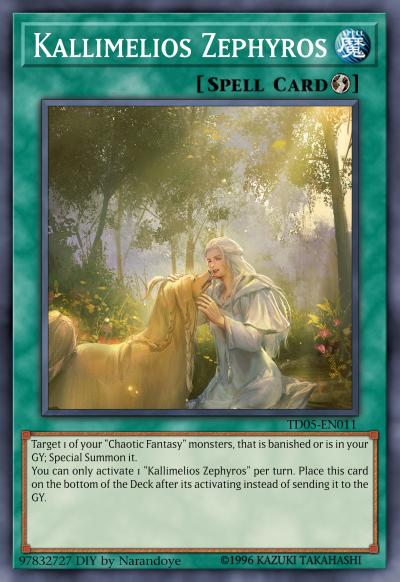 KALLIMELIOS ZEPHYROS
SPELL
魔
[SPELL CARD]
TD05-EN011
Target 1 of your "Chaotic Fantasy" monsters, that is banished or is in your
GY; Special Summon it.
You can only activate 1 "Kallimelios Zephyros" per turn. Place this card
on the bottom of the Deck after its activating instead of sending it to the
GY.
97832727 DIY by Narandoye
©1996 KAZUKI TAKAHASHI